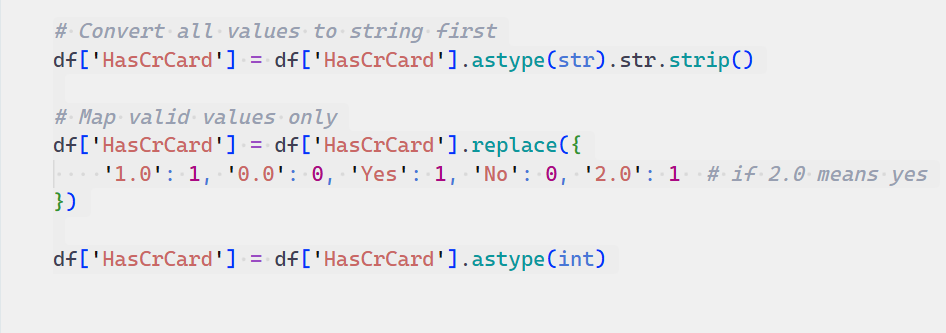 # Convert all values to string first
df['HasCrCard'] = df['HasCrCard'].astype(str).str.strip()
# Map valid values only
df['HasCrCard'] = df['HasCrCard'].replace({
    '1.0': 1, '0.0': 0, 'Yes': 1, 'No': 0, '2.0': 1  # if 2.0 means yes
})
df['HasCrCard'] = df['HasCrCard'].astype(int)